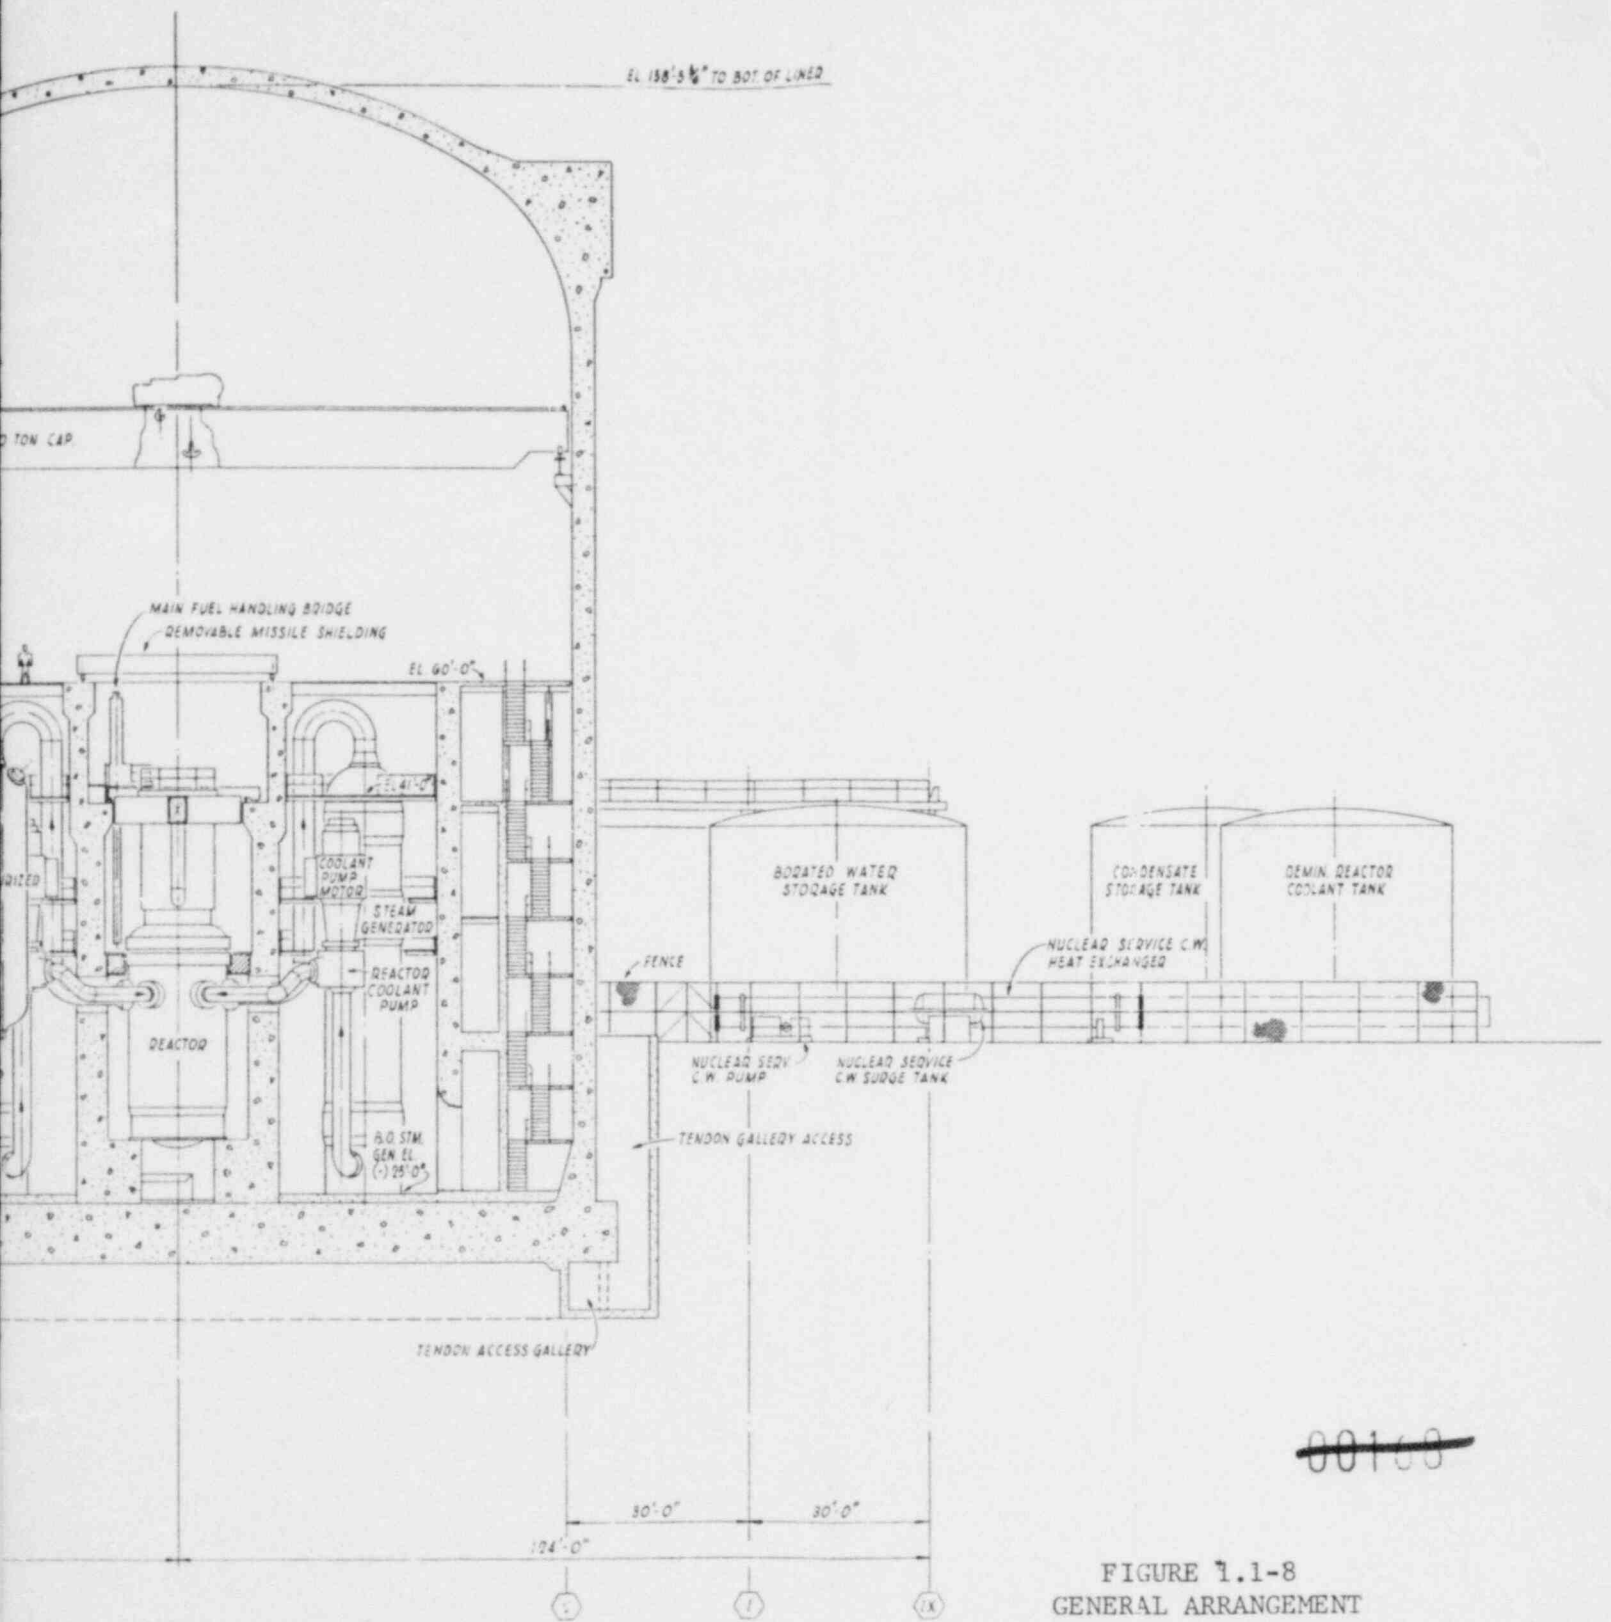 EL. 158'-5¾" TO BOT. OF LINER
TON CAP.
MAIN FUEL HANDLING BRIDGE
REMOVABLE MISSILE SHIELDING
EL. 60'-0"
EL. 41'-0"
COOLANT
PUMP
MOTOR
STEAM
GENERATOR
REACTOR
COOLANT
PUMP
REACTOR
B.O. STM.
GEN. EL.
(-) 25'-0"
BORATED WATER
STORAGE TANK
CONDENSATE
STORAGE TANK
DEMIN. REACTOR
COOLANT TANK
FENCE
NUCLEAR SERVICE C.W.
HEAT EXCHANGER
NUCLEAR SERV.
C.W. PUMP
NUCLEAR SERVICE
C.W. SURGE TANK
TENDON GALLERY ACCESS
TENDON ACCESS GALLERY
30'-0"
30'-0"
124'-0"
FIGURE 1.1-8
GENERAL ARRANGEMENT